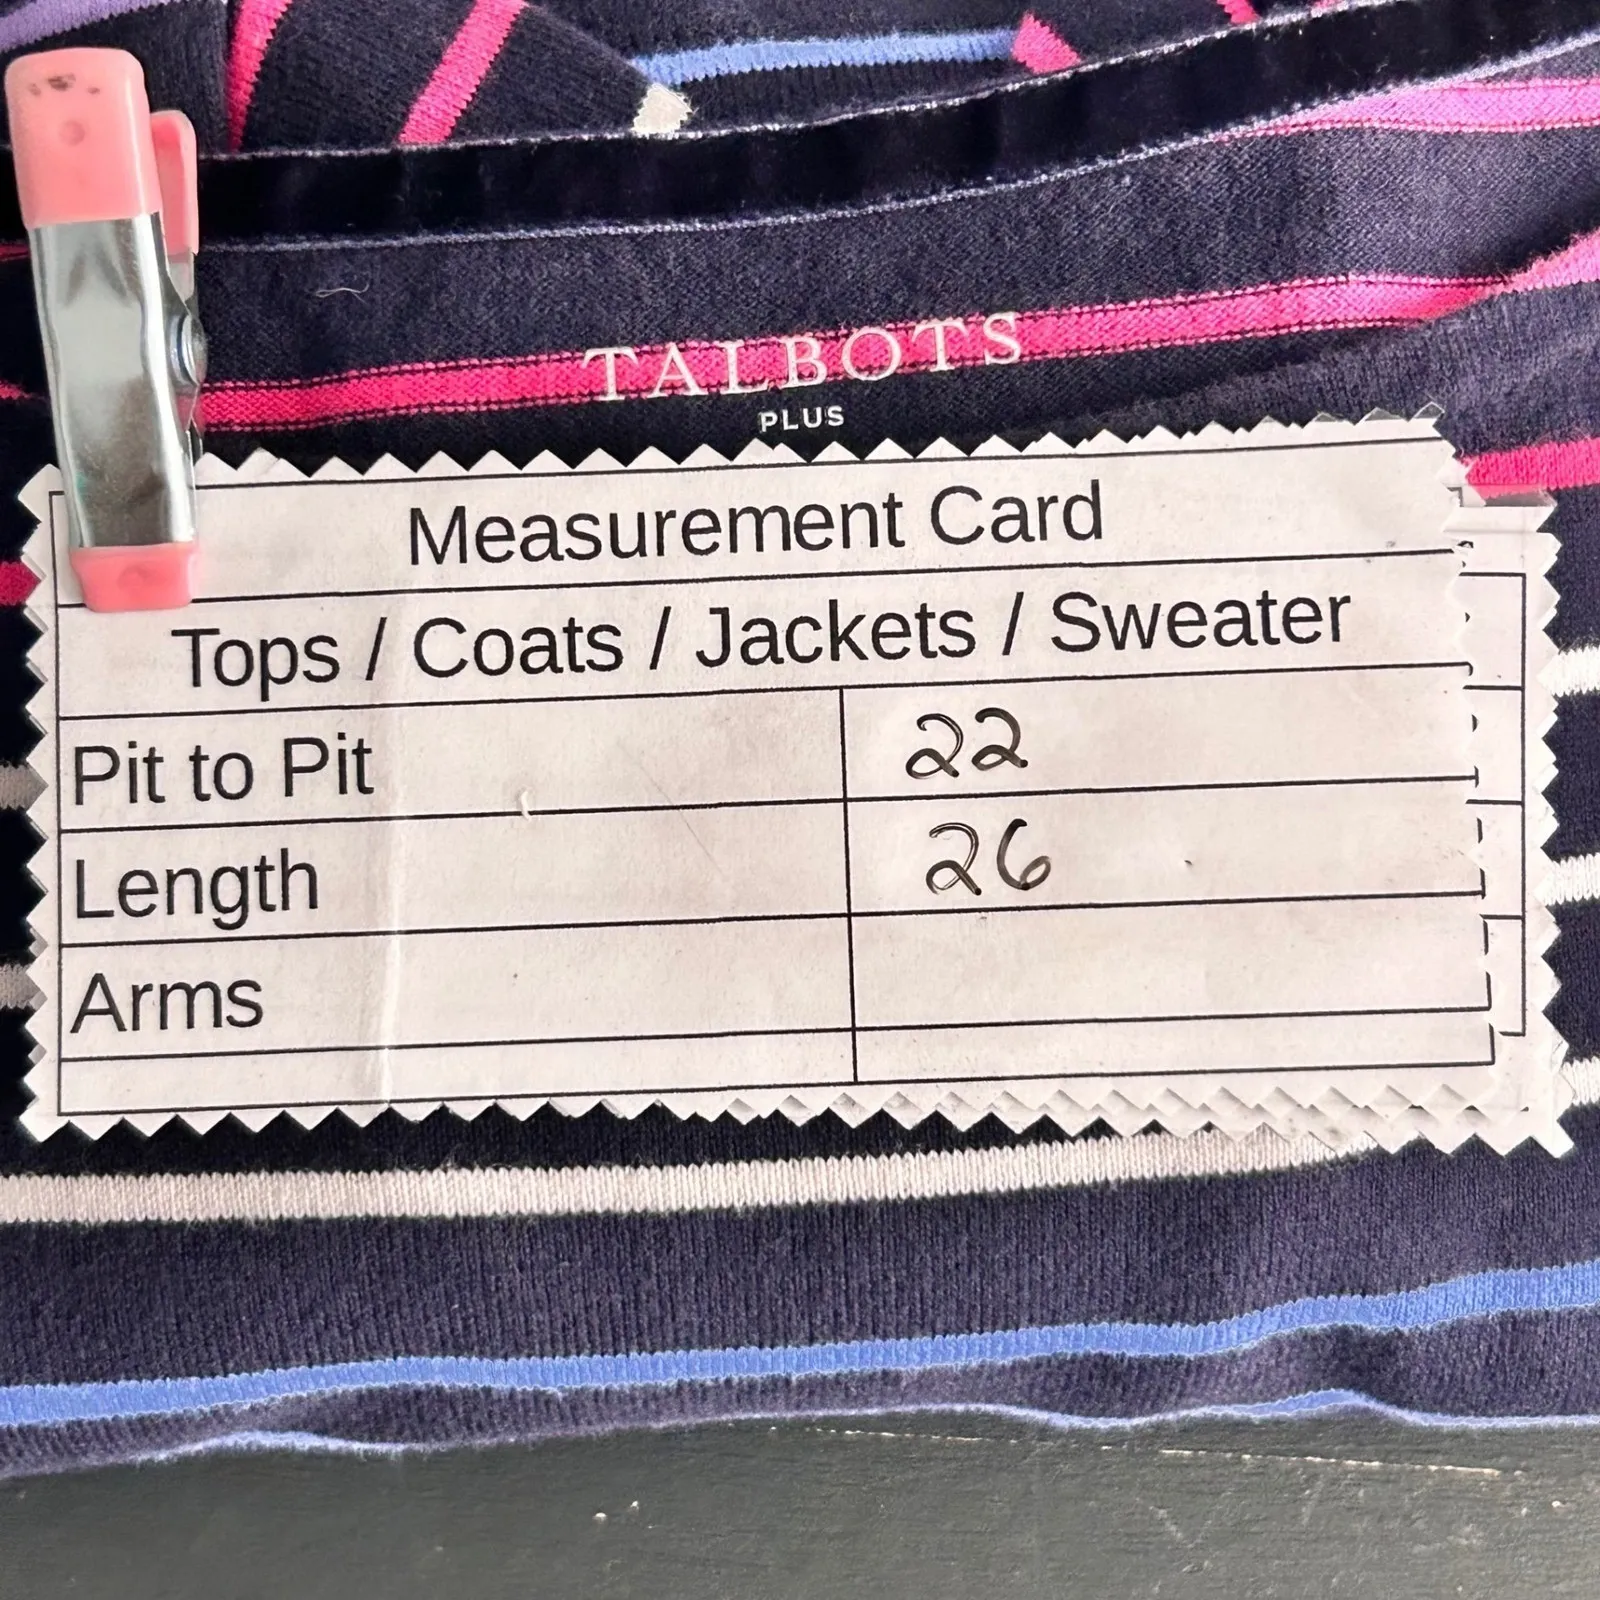 TALBOTS
PLUS
Measurement Card
Tops / Coats / Jackets / Sweater
Pit to Pit 22
Length 26
Arms